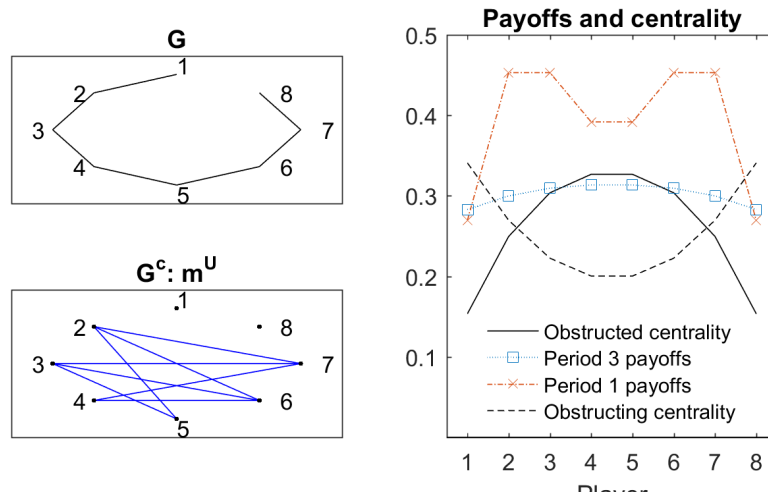 G
1
2
8
3
7
4
6
5
G^c: m^U
1
2
8
3
7
4
6
5
Payoffs and centrality
0.5
0.4
0.3
0.2
0.1
Obstructed centrality
Period 3 payoffs
Period 1 payoffs
Obstructing centrality
1 2 3 4 5 6 7 8
Player